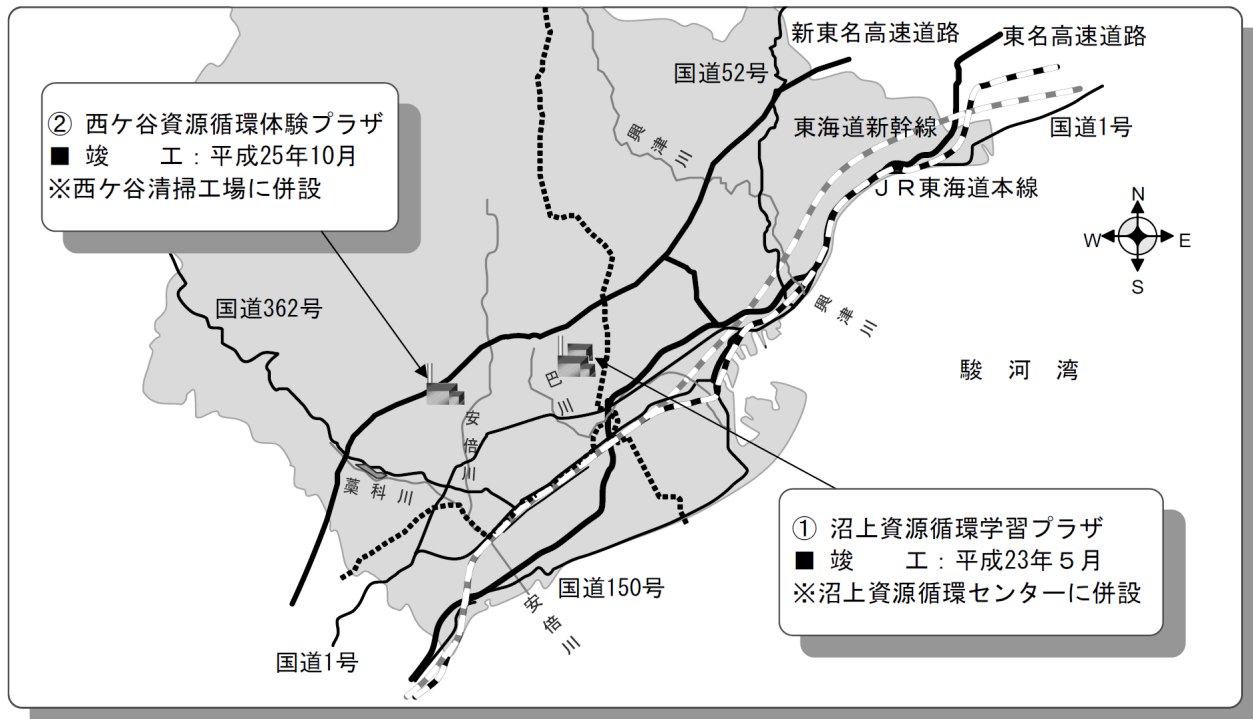 新東名高速道路
東名高速道路
国道52号
② 西ケ谷資源循環体験プラザ
■ 竣　　工：平成25年10月
※西ケ谷清掃工場に併設
興津川
東海道新幹線
国道1号
ＪＲ東海道本線
N
W
E
S
国道362号
興津川
駿　河　湾
巴川
安倍川
藁科川
① 沼上資源循環学習プラザ
■ 竣　　工：平成23年５月
※沼上資源循環センターに併設
国道150号
安倍川
国道1号